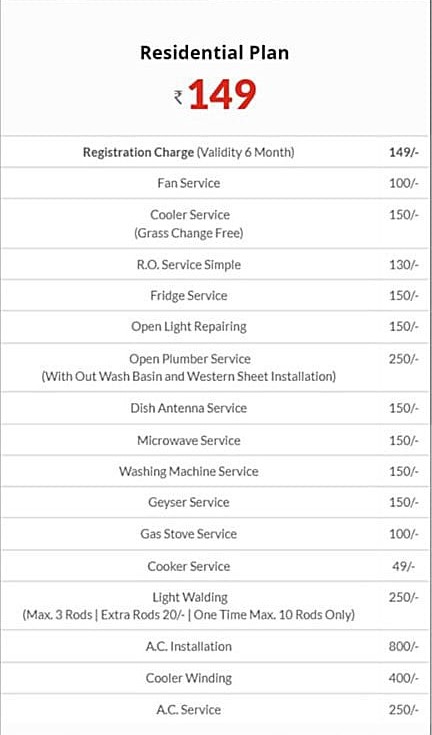 Residential Plan
₹149
Registration Charge (Validity 6 Month) 149/-
Fan Service 100/-
Cooler Service 150/-
(Grass Change Free)
R.O. Service Simple 130/-
Fridge Service 150/-
Open Light Repairing 150/-
Open Plumber Service 250/-
(With Out Wash Basin and Western Sheet Installation)
Dish Antenna Service 150/-
Microwave Service 150/-
Washing Machine Service 150/-
Geyser Service 150/-
Gas Stove Service 100/-
Cooker Service 49/-
Light Walding 250/-
(Max. 3 Rods | Extra Rods 20/- | One Time Max. 10 Rods Only)
A.C. Installation 800/-
Cooler Winding 400/-
A.C. Service 250/-